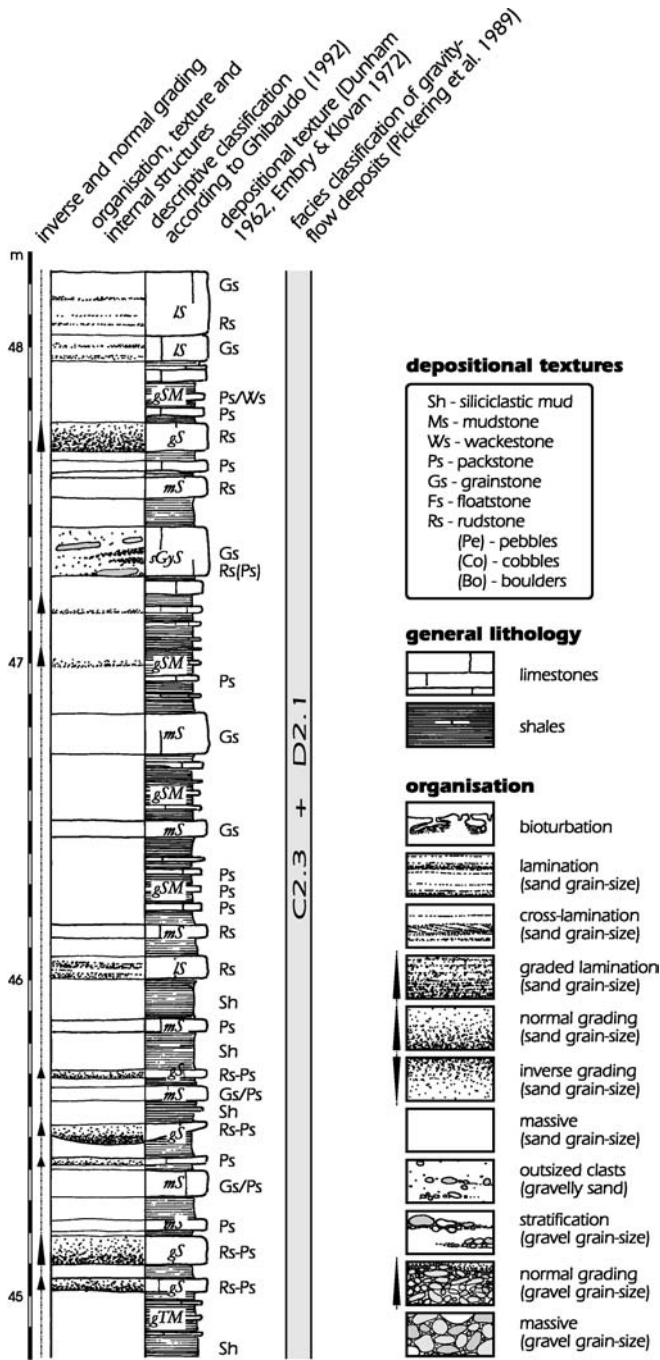 inverse and normal grading
organisation, texture and
internal structures
descriptive classification
according to Ghibaudo (1992)
depositional texture (Dunham
1962, Embry & Klovan 1972)
facies classification of gravity-
flow deposits (Pickering et al. 1989)
m
Gs
lS
Rs
48
lS
Gs
gSM
Ps/Ws
Ps
gS
Rs
Ps
mS
Rs
Gs
sGyS
Rs(Ps)
47
gSM
Ps
mS
Gs
gSM
mS
Gs
Ps
gSM
Ps
Ps
mS
Rs
46
lS
Rs
Sh
mS
Ps
Sh
gS
Rs-Ps
mS
Gs/Ps
Sh
gS
Rs-Ps
Ps
mS
Gs/Ps
mS
Ps
gS
Rs-Ps
45
gS
Rs-Ps
gTM
Sh
C2.3 + D2.1
depositional textures
Sh - siliciclastic mud
Ms - mudstone
Ws - wackestone
Ps - packstone
Gs - grainstone
Fs - floatstone
Rs - rudstone
(Pe) - pebbles
(Co) - cobbles
(Bo) - boulders
general lithology
limestones
shales
organisation
bioturbation
lamination
(sand grain-size)
cross-lamination
(sand grain-size)
graded lamination
(sand grain-size)
normal grading
(sand grain-size)
inverse grading
(sand grain-size)
massive
(sand grain-size)
outsized clasts
(gravelly sand)
stratification
(gravel grain-size)
normal grading
(gravel grain-size)
massive
(gravel grain-size)